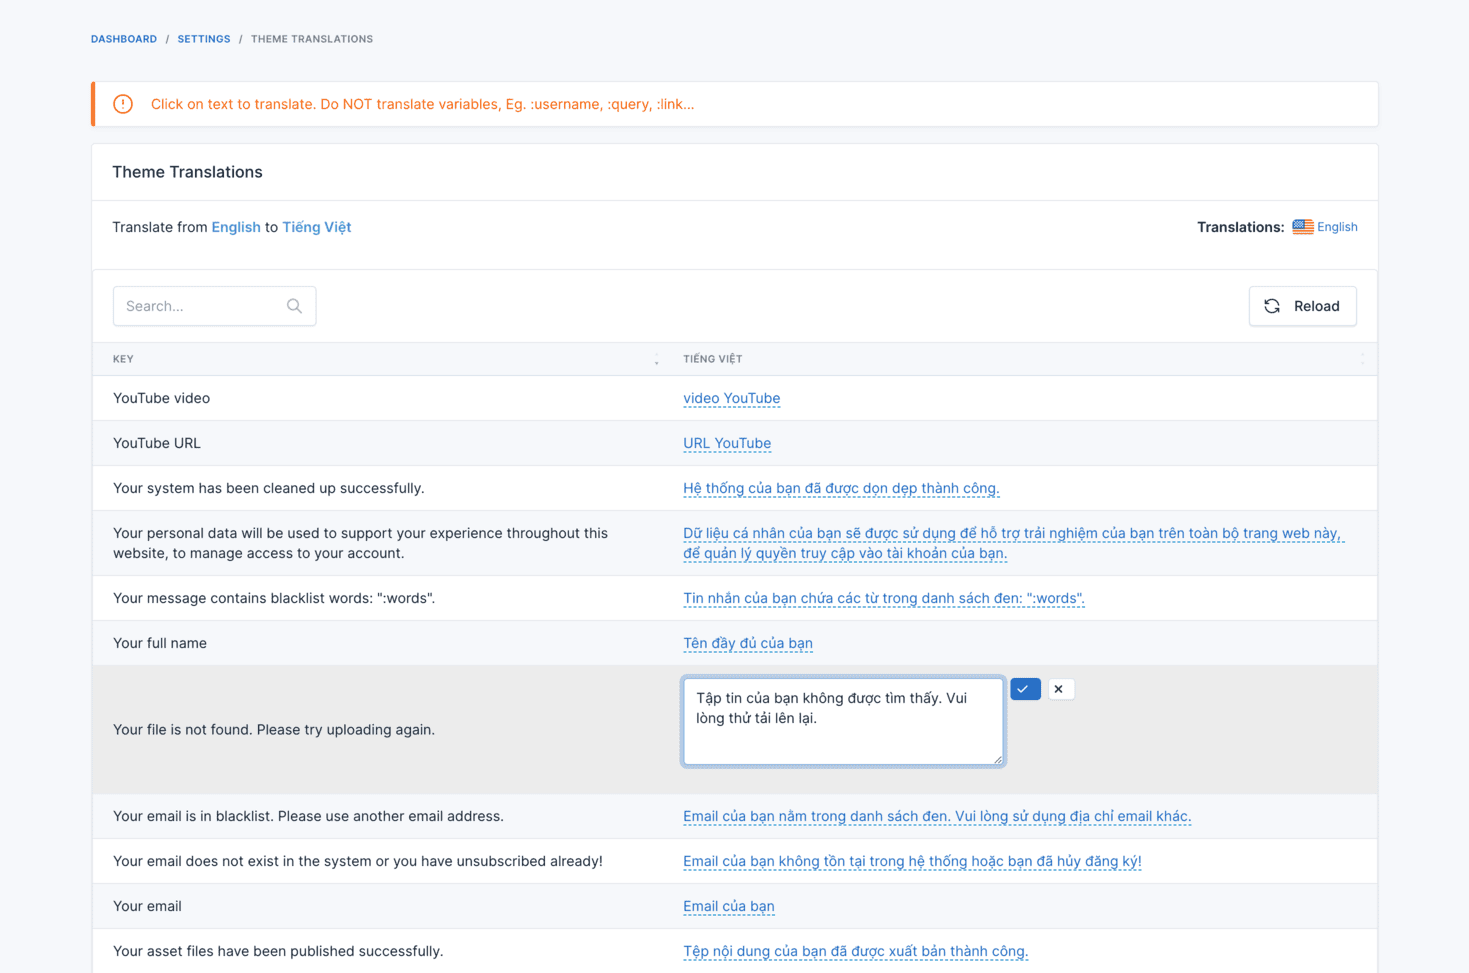 DASHBOARD / SETTINGS / THEME TRANSLATIONS
Click on text to translate. Do NOT translate variables, Eg. :username, :query, :link...
Theme Translations
Translate from English to Tiếng Việt
Translations: English
Search...
Reload
KEY
TIẾNG VIỆT
YouTube video
video YouTube
YouTube URL
URL YouTube
Your system has been cleaned up successfully.
Hệ thống của bạn đã được dọn dẹp thành công.
Your personal data will be used to support your experience throughout this
website, to manage access to your account.
Dữ liệu cá nhân của bạn sẽ được sử dụng để hỗ trợ trải nghiệm của bạn trên toàn bộ trang web này,
để quản lý quyền truy cập vào tài khoản của bạn.
Your message contains blacklist words: ":words".
Tin nhắn của bạn chứa các từ trong danh sách đen: ":words".
Your full name
Tên đầy đủ của bạn
Your file is not found. Please try uploading again.
Tập tin của bạn không được tìm thấy. Vui
lòng thử tải lên lại.
Your email is in blacklist. Please use another email address.
Email của bạn nằm trong danh sách đen. Vui lòng sử dụng địa chỉ email khác.
Your email does not exist in the system or you have unsubscribed already!
Email của bạn không tồn tại trong hệ thống hoặc bạn đã hủy đăng ký!
Your email
Email của bạn
Your asset files have been published successfully.
Tệp nội dung của bạn đã được xuất bản thành công.